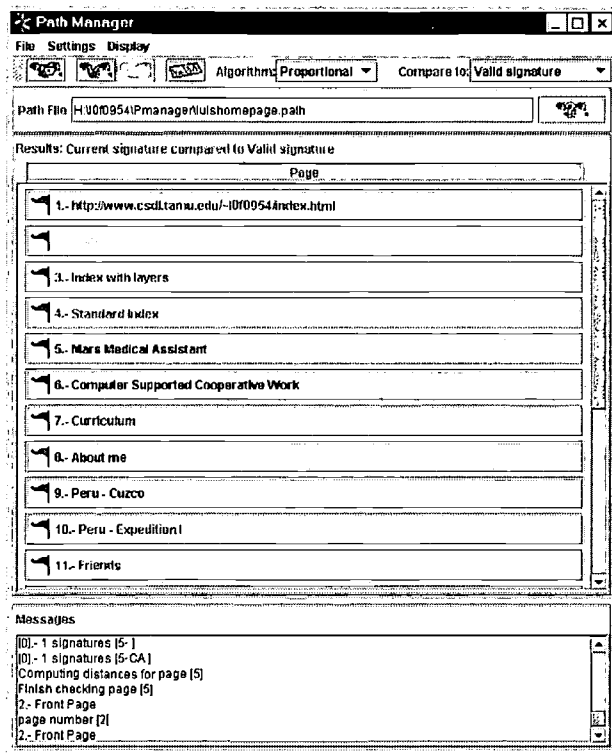 Path Manager
File Settings Display
Algorithm: Proportional Compare to: Valid signature
Path File H:\l0f0954\Pmanager\luishomepage.path
Results: Current signature compared to Valid signature
Page
1.- http://www.csdl.tamu.edu/~l0f0954/index.html
3.- Index with layers
4.- Standard Index
5.- Mars Medical Assistant
6.- Computer Supported Cooperative Work
7.- Curriculum
8.- About me
9.- Peru - Cuzco
10.- Peru - Expedition I
11.- Friends
Messages
[0].- 1 signatures [5- ]
[0].- 1 signatures [5-CA]
Computing distances for page [5]
Finish checking page [5]
2.- Front Page
page number [2[
2.- Front Page